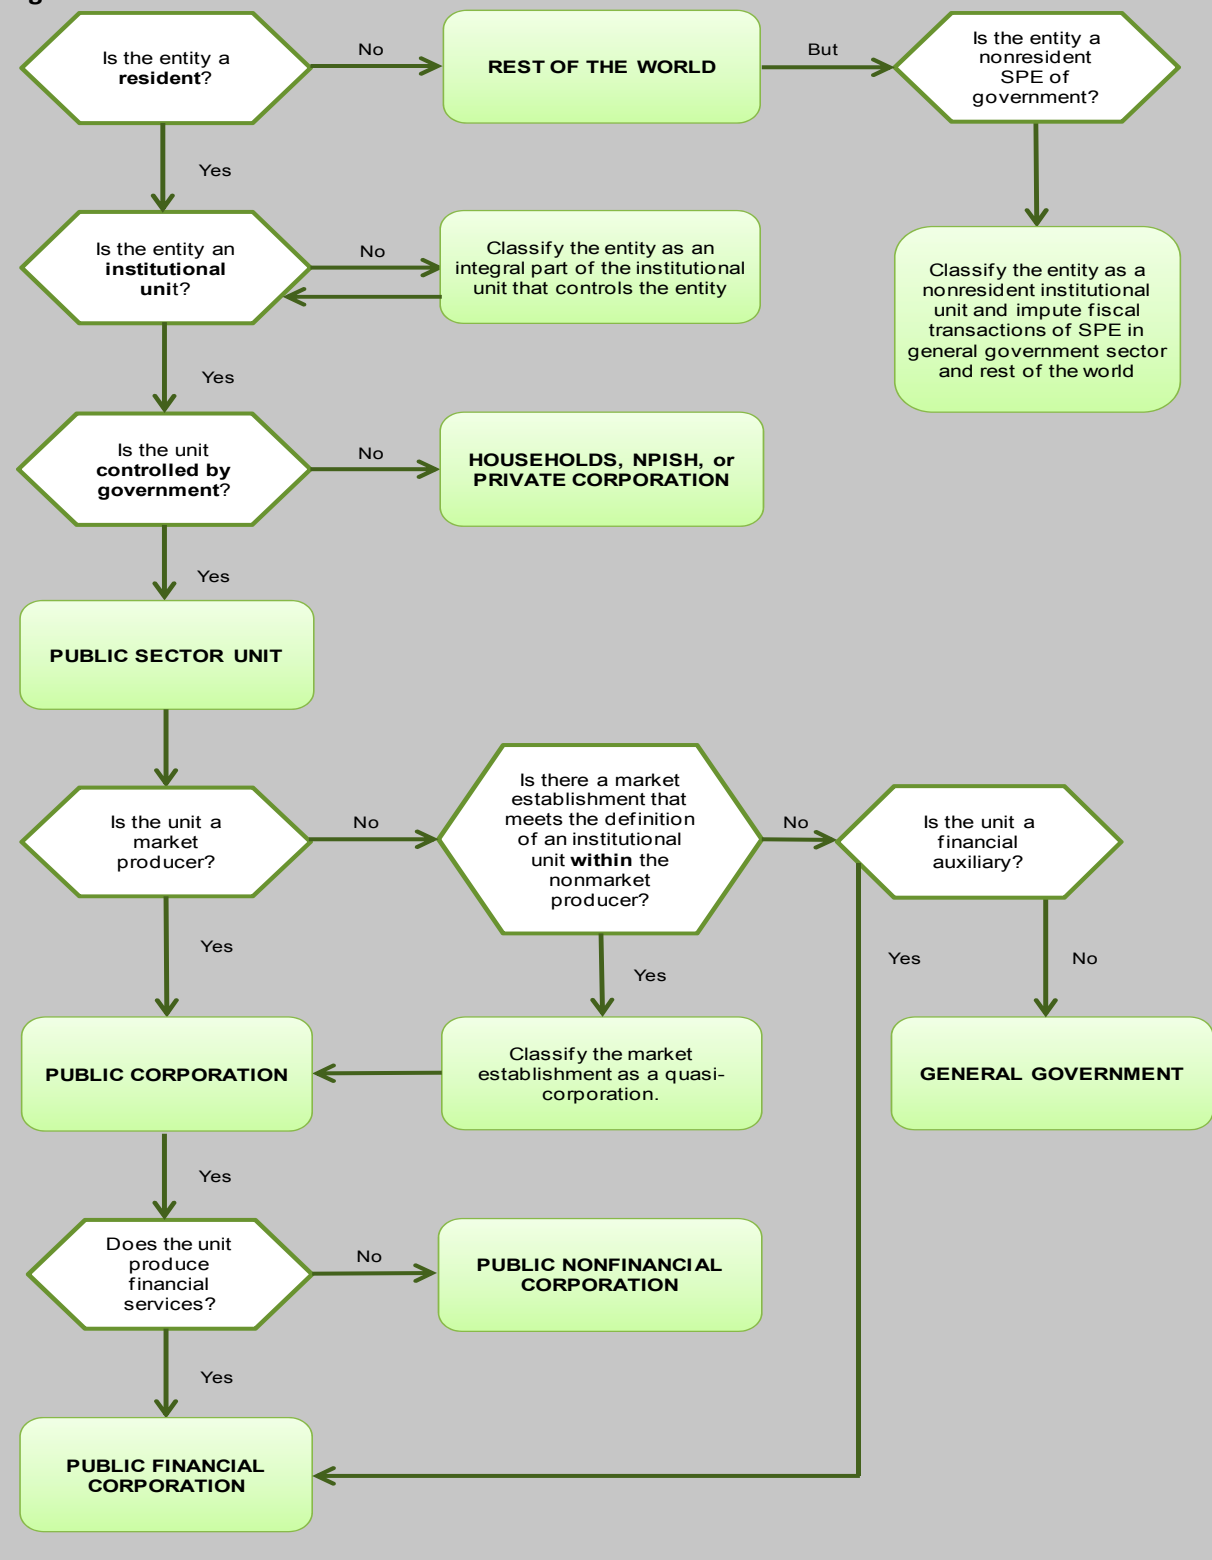 Is the entity a
resident?
No
REST OF THE WORLD
But
Is the entity a
nonresident
SPE of
government?
Yes
Is the entity an
institutional
unit?
No
Classify the entity as an
integral part of the institutional
unit that controls the entity
Classify the entity as a
nonresident institutional
unit and impute fiscal
transactions of SPE in
general government sector
and rest of the world
Yes
Is the unit
controlled by
government?
No
HOUSEHOLDS, NPISH, or
PRIVATE CORPORATION
Yes
PUBLIC SECTOR UNIT
Is the unit a
market
producer?
No
Is there a market
establishment that
meets the definition
of an institutional
unit within the
nonmarket
producer?
No
Is the unit a
financial
auxiliary?
Yes
Yes
Yes
No
PUBLIC CORPORATION
Classify the market
establishment as a quasi-
corporation.
GENERAL GOVERNMENT
Yes
Does the unit
produce
financial
services?
No
PUBLIC NONFINANCIAL
CORPORATION
Yes
PUBLIC FINANCIAL
CORPORATION